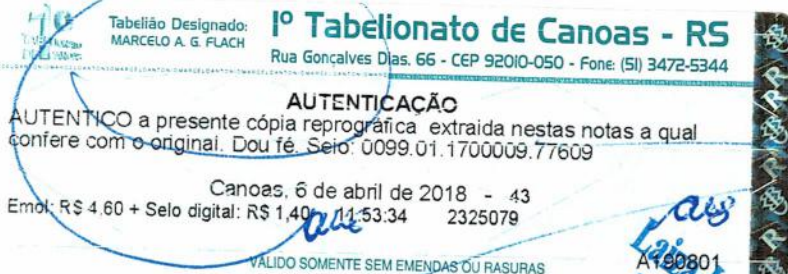 Tabelião Designado:
MARCELO A. G. FLACH
Iº Tabelionato de Canoas - RS
Rua Gonçalves Dias, 66 - CEP 92010-050 - Fone: (51) 3472-5344
AUTENTICAÇÃO
AUTENTICO a presente cópia reprográfica extraida nestas notas a qual
confere com o original. Dou fé. Selo: 0099.01.1700009.77609
Canoas, 6 de abril de 2018 - 43
Emol: R$ 4,60 + Selo digital: R$ 1,40 11:53:34 2325079
VÁLIDO SOMENTE SEM EMENDAS OU RASURAS
A190801